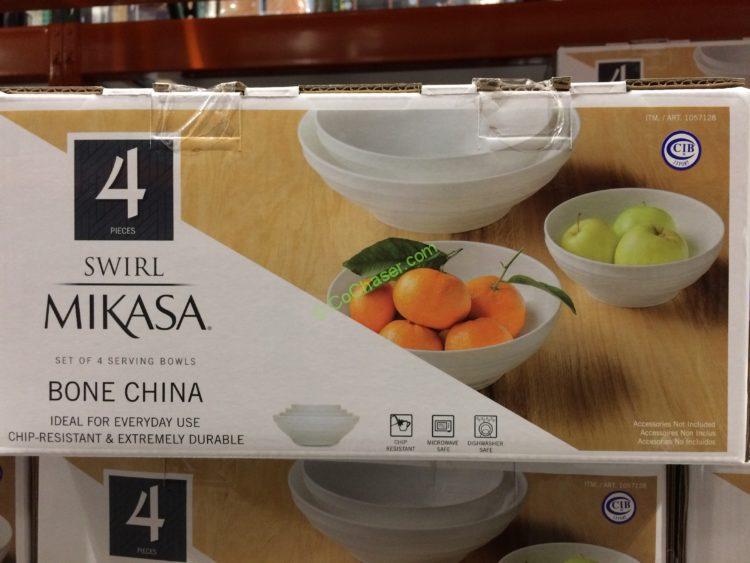 4
PIECES
SWIRL
MIKASA®
SET OF 4 SERVING BOWLS
BONE CHINA
IDEAL FOR EVERYDAY USE
CHIP-RESISTANT & EXTREMELY DURABLE
CHIP RESISTANT
MICROWAVE SAFE
DISHWASHER SAFE
ITM. / ART. 1057128
CIB
EXPERT
Accessories Not Included
Accessoires Non Inclus
Accesorios No Incluidos
© CoChaser.com
4
4
PIECES
ITM. / ART. 1057128
CIB